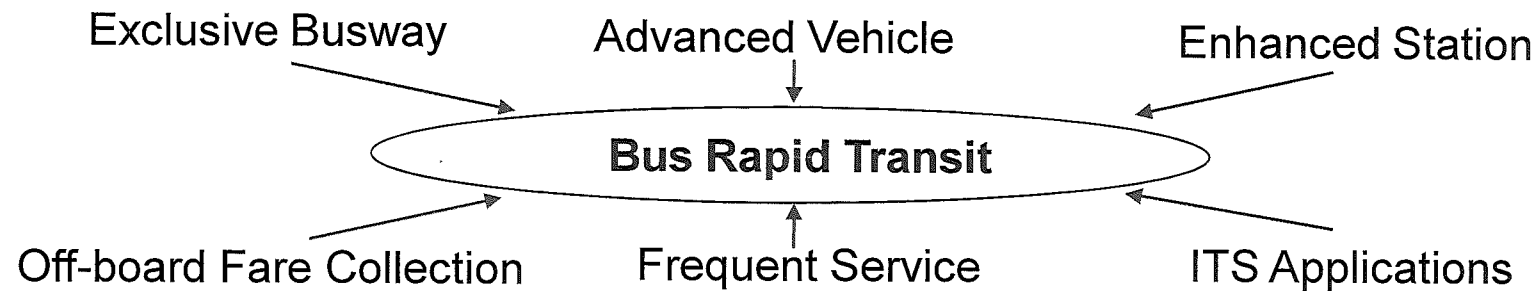 Exclusive Busway
Advanced Vehicle
Enhanced Station
Bus Rapid Transit
Off-board Fare Collection
Frequent Service
ITS Applications